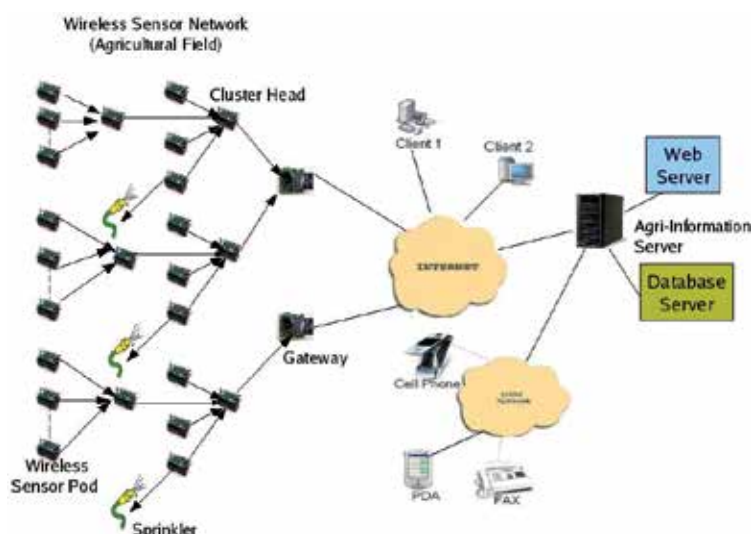 Wireless Sensor Network
(Agricultural Field)
Cluster Head
Client 1
Client 2
Web
Server
INTERNET
Agri-Information
Server
Database
Server
Gateway
Cell Phone
Wireless
Sensor Pod
PDA
FAX
Sprinkler